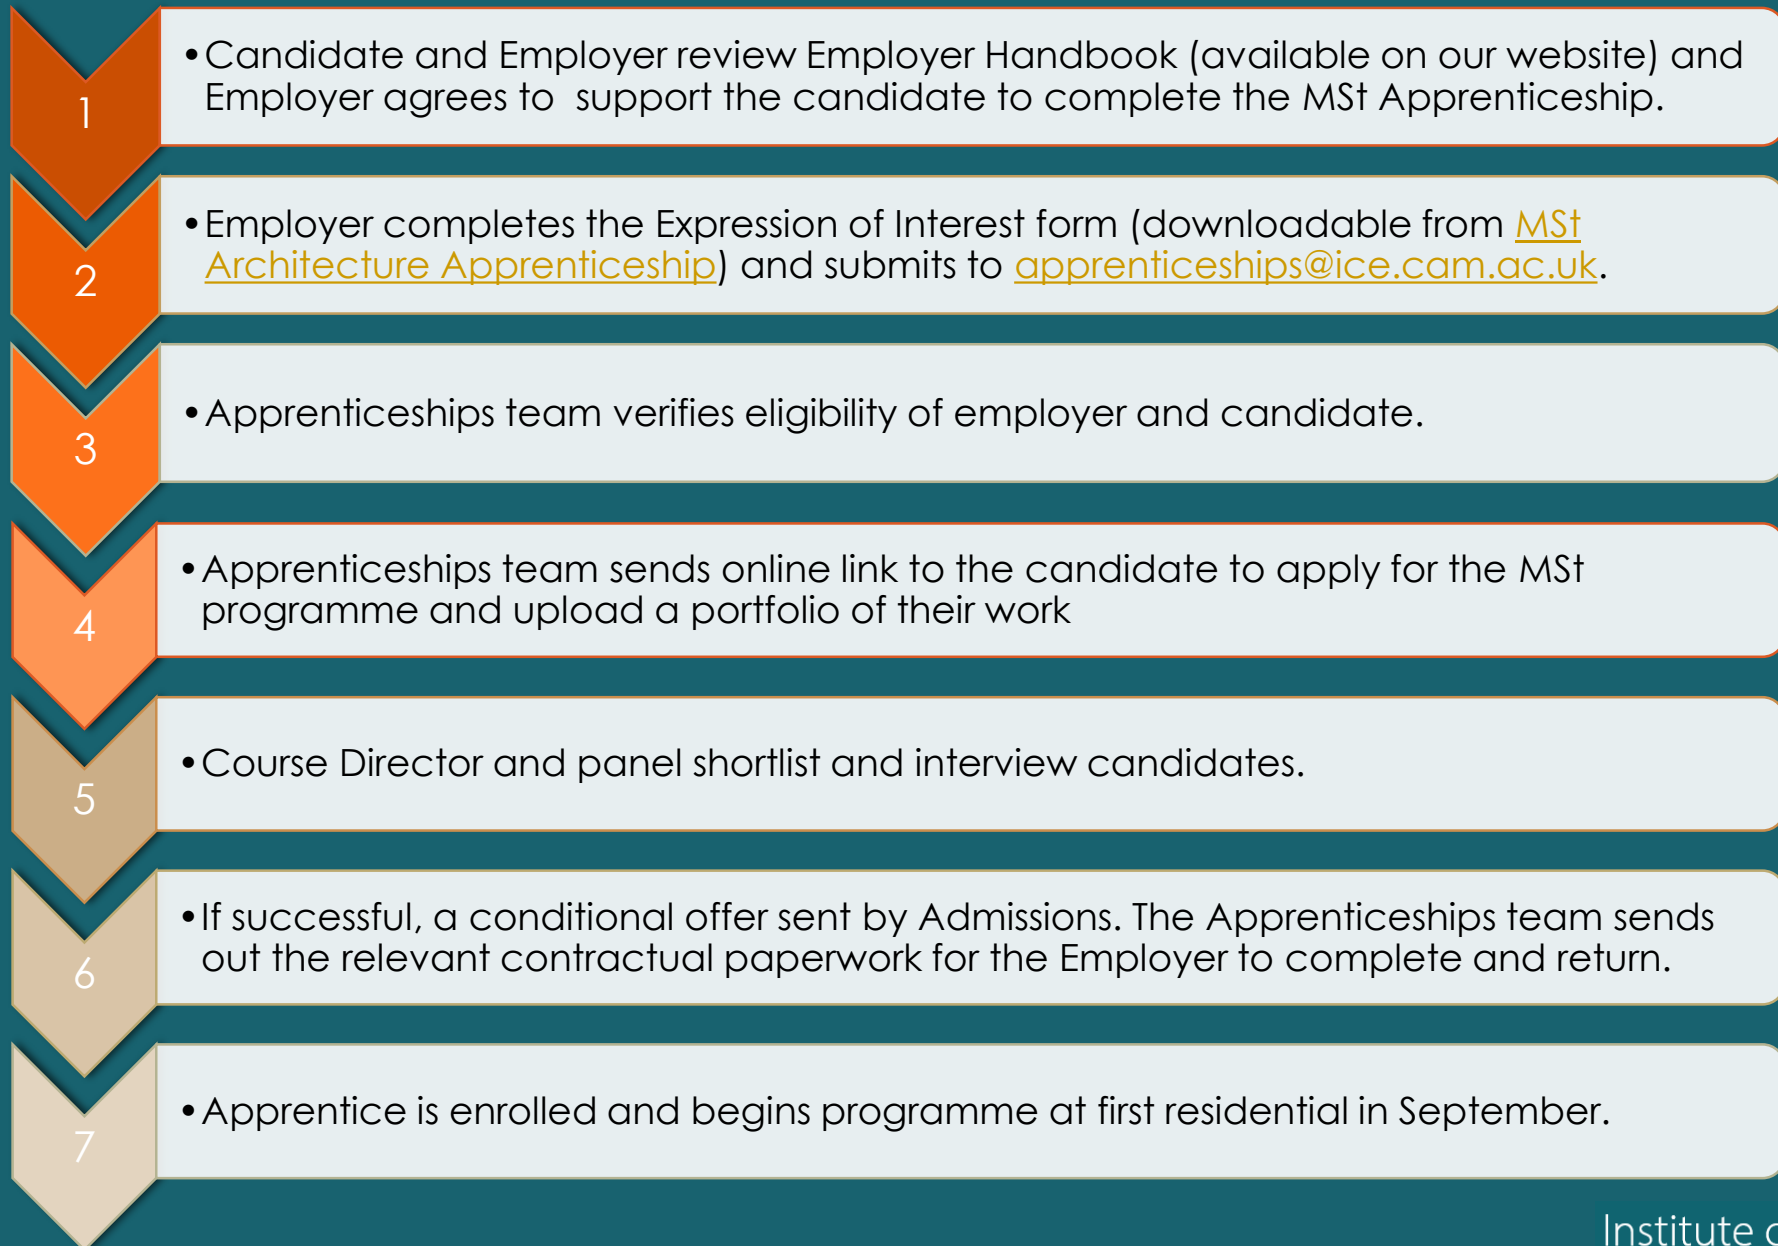 1
•Candidate and Employer review Employer Handbook (available on our website) and
Employer agrees to  support the candidate to complete the MSt Apprenticeship.
2
•Employer completes the Expression of Interest form (downloadable from MSt
Architecture Apprenticeship) and submits to apprenticeships@ice.cam.ac.uk.
3
•Apprenticeships team verifies eligibility of employer and candidate.
4
•Apprenticeships team sends online link to the candidate to apply for the MSt
programme and upload a portfolio of their work
5
•Course Director and panel shortlist and interview candidates.
6
•If successful, a conditional offer sent by Admissions. The Apprenticeships team sends
out the relevant contractual paperwork for the Employer to complete and return.
7
•Apprentice is enrolled and begins programme at first residential in September.
Institute